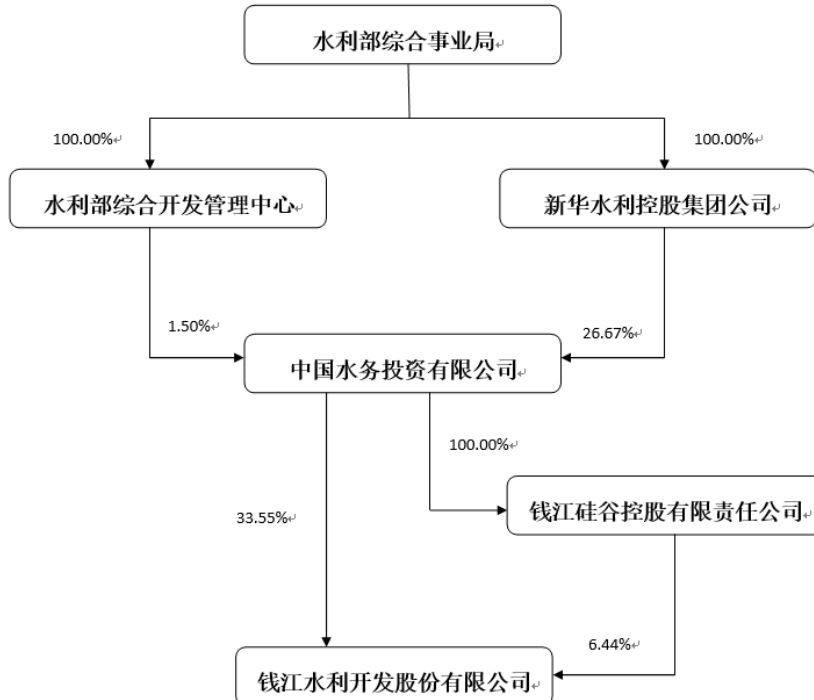 水利部综合事业局
100.00%
100.00%
水利部综合开发管理中心
新华水利控股集团公司
1.50%
26.67%
中国水务投资有限公司
100.00%
33.55%
钱江硅谷控股有限责任公司
6.44%
钱江水利开发股份有限公司